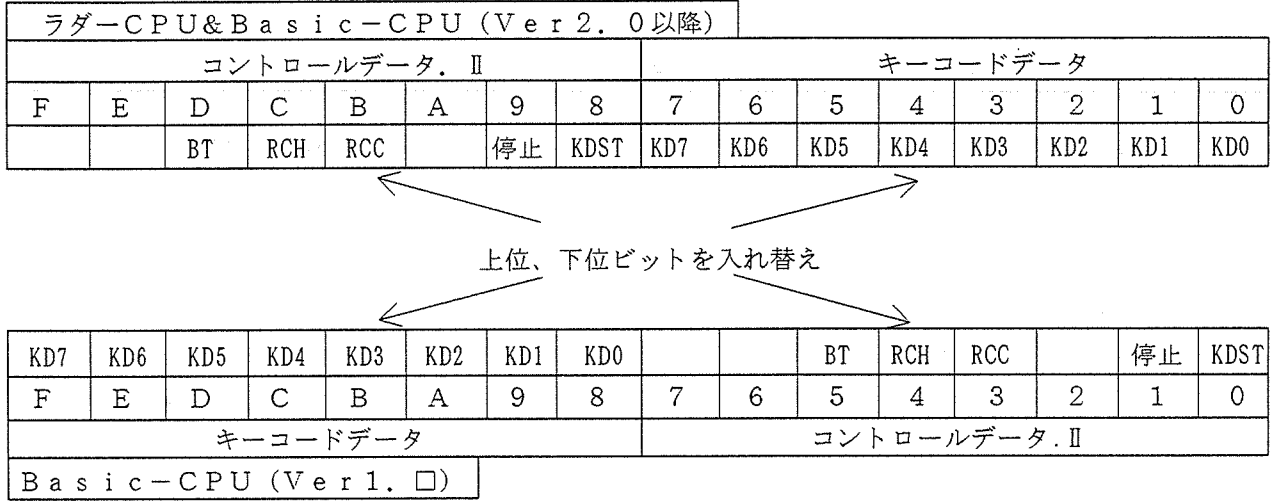 ラダーCPU&Basic-CPU(Ver2.0以降)
コントロールデータ.Ⅱ キーコードデータ
F E D C B A 9 8 7 6 5 4 3 2 1 0
BT RCH RCC 停止 KDST KD7 KD6 KD5 KD4 KD3 KD2 KD1 KD0
上位、下位ビットを入れ替え
KD7 KD6 KD5 KD4 KD3 KD2 KD1 KD0 BT RCH RCC 停止 KDST
F E D C B A 9 8 7 6 5 4 3 2 1 0
キーコードデータ コントロールデータ.Ⅱ
Basic-CPU(Ver1.□)